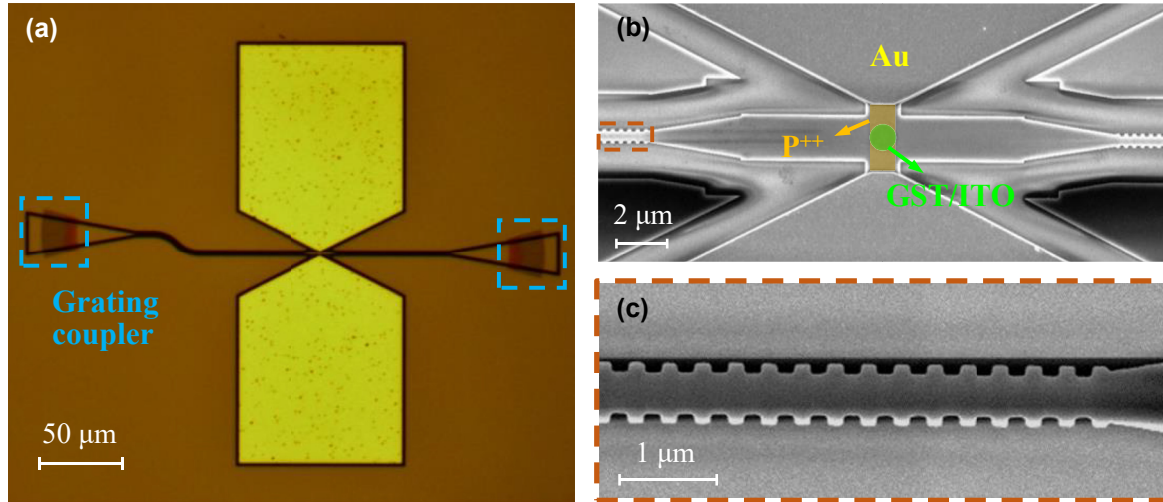 (a)
Grating
coupler
50 μm
(b)
Au
P++
GST/ITO
2 μm
(c)
1 μm